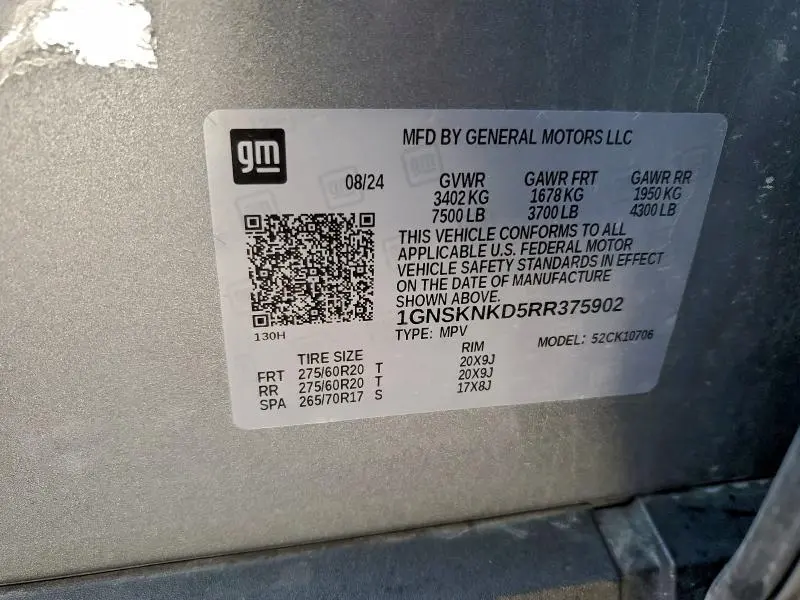 gm
MFD BY GENERAL MOTORS LLC
08/24
GVWR GAWR FRT GAWR RR
3402 KG 1678 KG 1950 KG
7500 LB 3700 LB 4300 LB
THIS VEHICLE CONFORMS TO ALL
APPLICABLE U.S. FEDERAL MOTOR
VEHICLE SAFETY STANDARDS IN EFFECT
ON THE DATE OF MANUFACTURE
SHOWN ABOVE.
1GNSKNKD5RR375902
130H
TYPE: MPV MODEL: 52CK10706
TIRE SIZE RIM
FRT 275/60R20 T 20X9J
RR 275/60R20 T 20X9J
SPA 265/70R17 S 17X8J